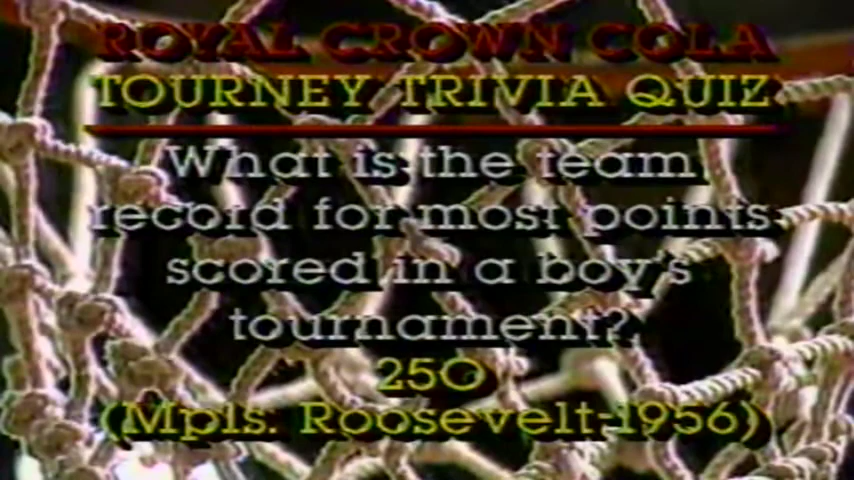 ROYAL CROWN COLA
TOURNEY TRIVIA QUIZ
What is the team
record for most points
scored in a boy's
tournament?
250
(Mpls. Roosevelt-1956)